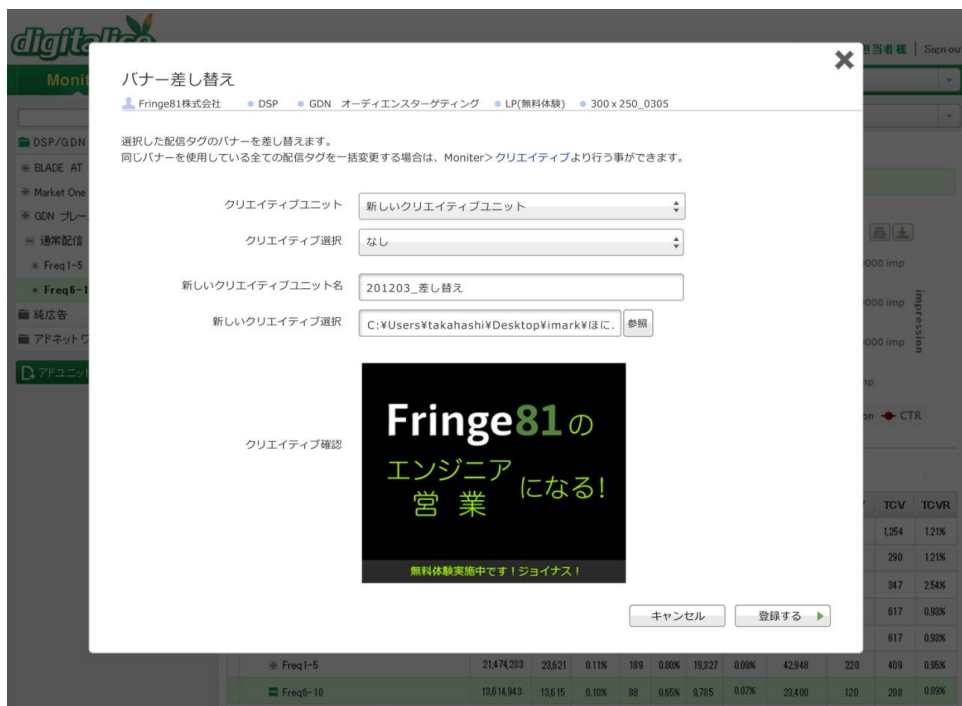 digitalice
担当者様 | Sign ou
Monit
バナー差し替え
Fringe81株式会社 DSP GDN オーディエンスターゲティング LP(無料体験) 300x250_0305
選択した配信タグのバナーを差し替えます。
同じバナーを使用している全ての配信タグを一括変更する場合は、Moniter>クリエイティブより行う事ができます。
DSP/GDN
BLADE AT
Market One
GDN ブレー
通常配信
Freq1-5
Freq6-1
純広告
アドネットワ
アドユニット
クリエイティブユニット
新しいクリエイティブユニット
クリエイティブ選択
なし
新しいクリエイティブユニット名
201203_差し替え
新しいクリエイティブ選択
C:¥Users¥takahashi¥Desktop¥imark¥ほに.
参照
クリエイティブ確認
Fringe81の
エンジニア
営業
になる!
無料体験実施中です!ジョイナス!
キャンセル
登録する
000 imp
000 imp
000 imp
np
impression
on CTR
TCV TCVR
1,254 1.21%
290 1.21%
347 2.54%
617 0.93%
617 0.93%
Freq1-5 21,474,233 23,621 0.11% 189 0.80% 19,327 0.09% 42,948 220 409 0.95%
Freq6-10 13,614,943 13,615 0.10% 88 0.65% 9,785 0.07% 23,400 120 208 0.89%